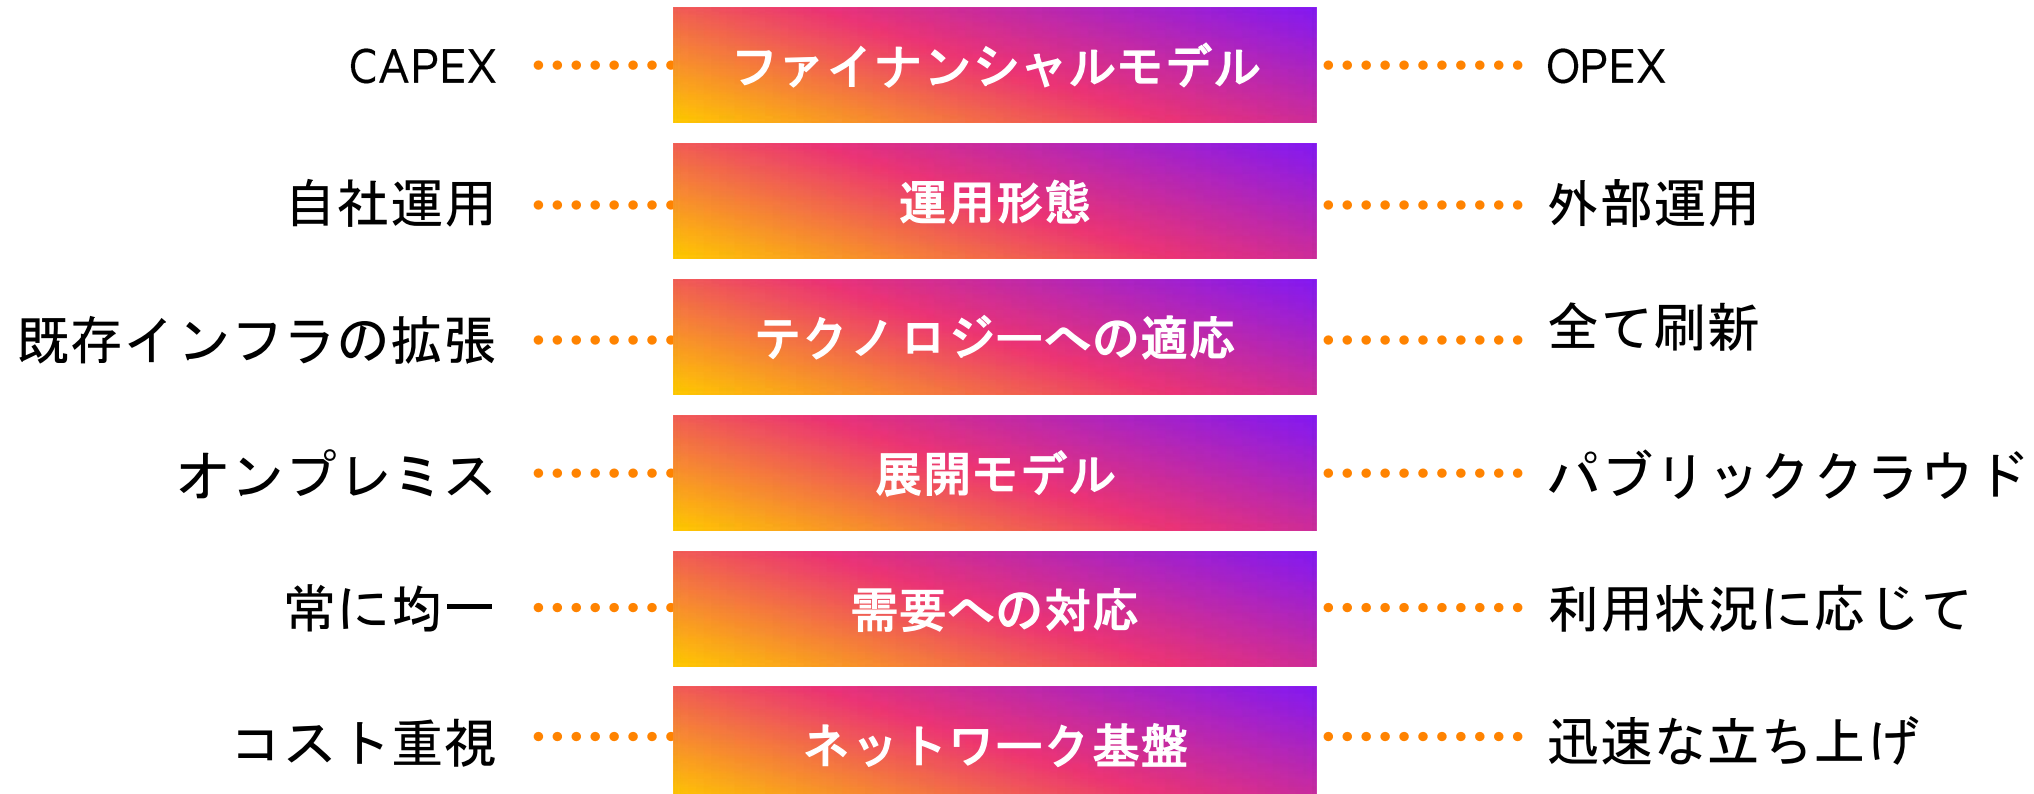 CAPEX
ファイナンシャルモデル
OPEX
自社運用
運用形態
外部運用
既存インフラの拡張
テクノロジーへの適応
全て刷新
オンプレミス
展開モデル
パブリッククラウド
常に均一
需要への対応
利用状況に応じて
コスト重視
ネットワーク基盤
迅速な立ち上げ